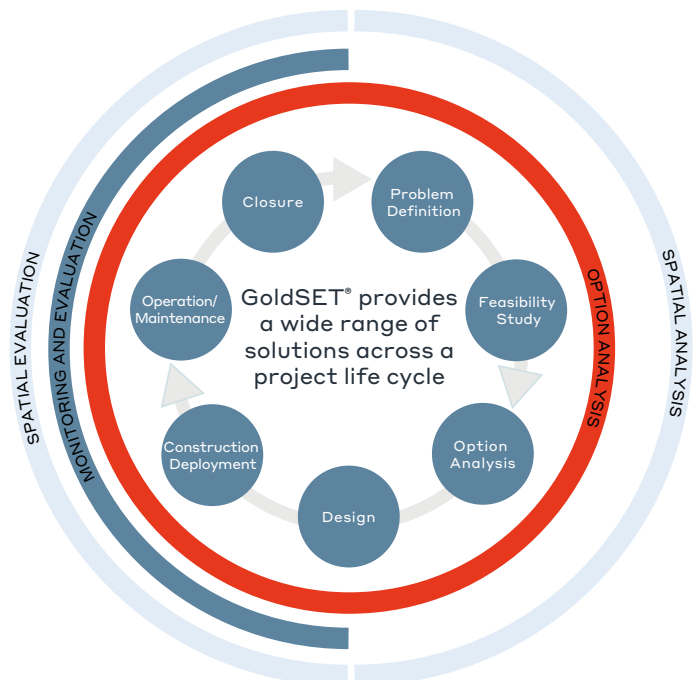 Closure
Problem
Definition
Operation/
Maintenance
GoldSET® provides
a wide range of
solutions across a
project life cycle
Feasibility
Study
Construction
Deployment
Option
Analysis
Design
SPATIAL EVALUATION
MONITORING AND EVALUATION
OPTION ANALYSIS
SPATIAL ANALYSIS